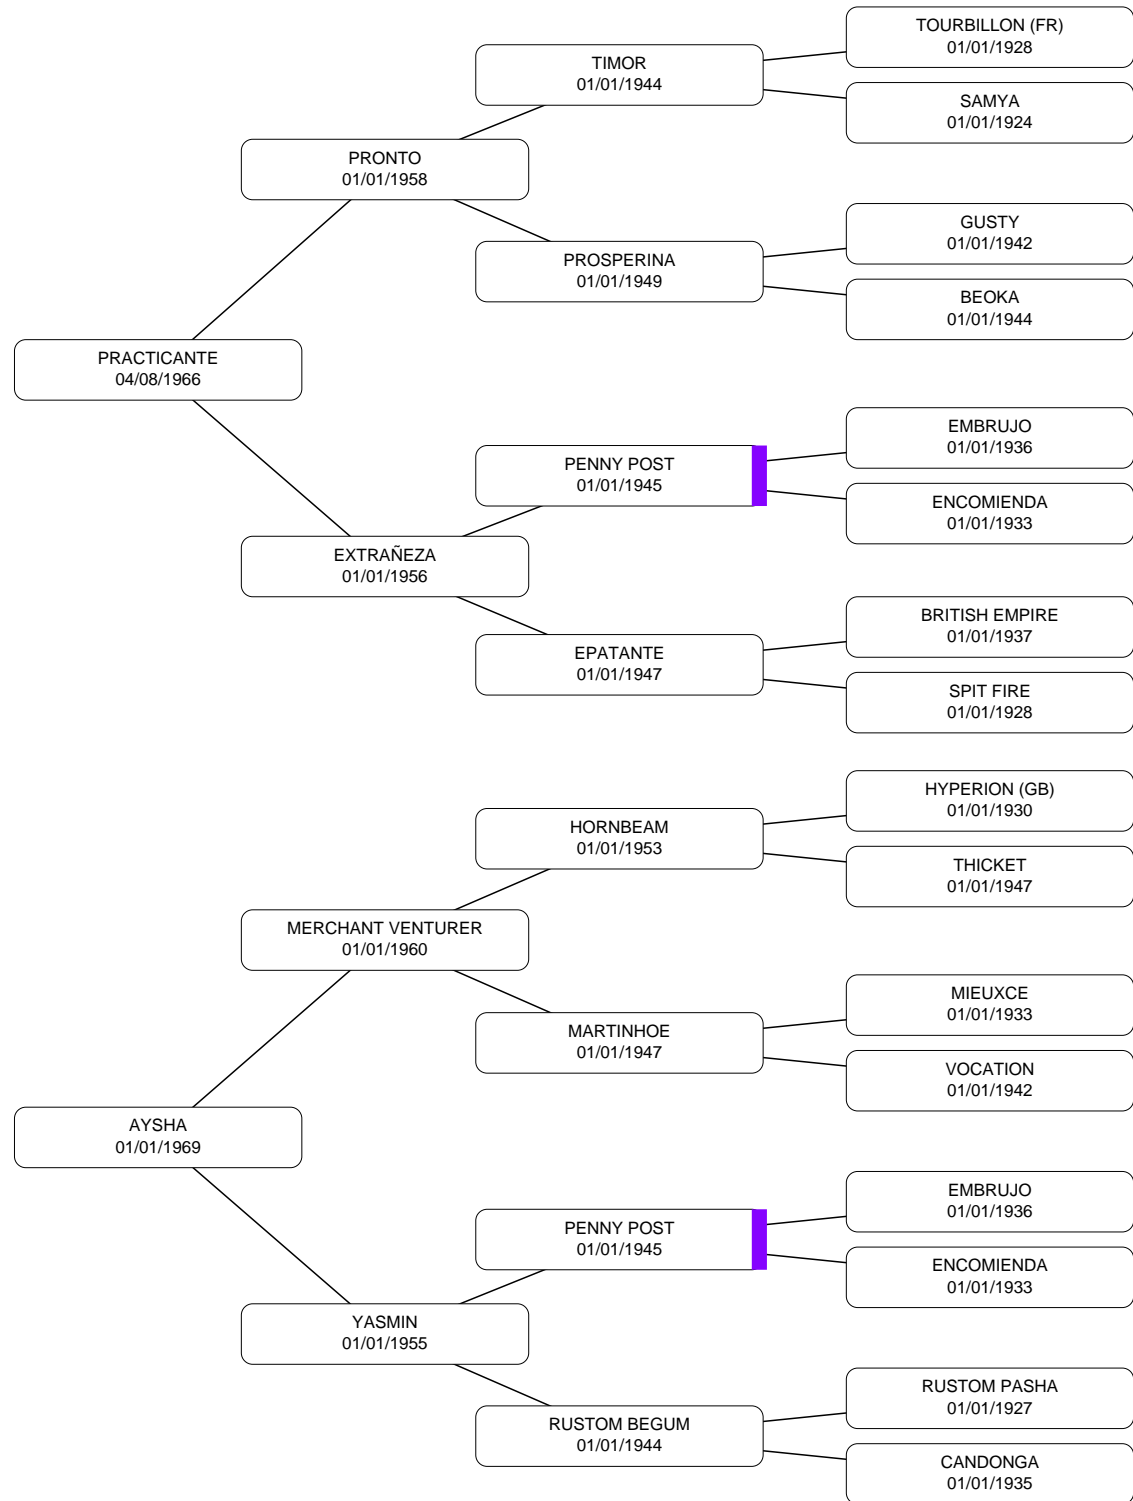 TOURBILLON (FR)
01/01/1928
TIMOR
01/01/1944
SAMYA
01/01/1924
PRONTO
01/01/1958
GUSTY
01/01/1942
PROSPERINA
01/01/1949
BEOKA
01/01/1944
PRACTICANTE
04/08/1966
EMBRUJO
01/01/1936
PENNY POST
01/01/1945
ENCOMIENDA
01/01/1933
EXTRAÑEZA
01/01/1956
BRITISH EMPIRE
01/01/1937
EPATANTE
01/01/1947
SPIT FIRE
01/01/1928
HYPERION (GB)
01/01/1930
HORNBEAM
01/01/1953
THICKET
01/01/1947
MERCHANT VENTURER
01/01/1960
MIEUXCE
01/01/1933
MARTINHOE
01/01/1947
VOCATION
01/01/1942
AYSHA
01/01/1969
EMBRUJO
01/01/1936
PENNY POST
01/01/1945
ENCOMIENDA
01/01/1933
YASMIN
01/01/1955
RUSTOM PASHA
01/01/1927
RUSTOM BEGUM
01/01/1944
CANDONGA
01/01/1935